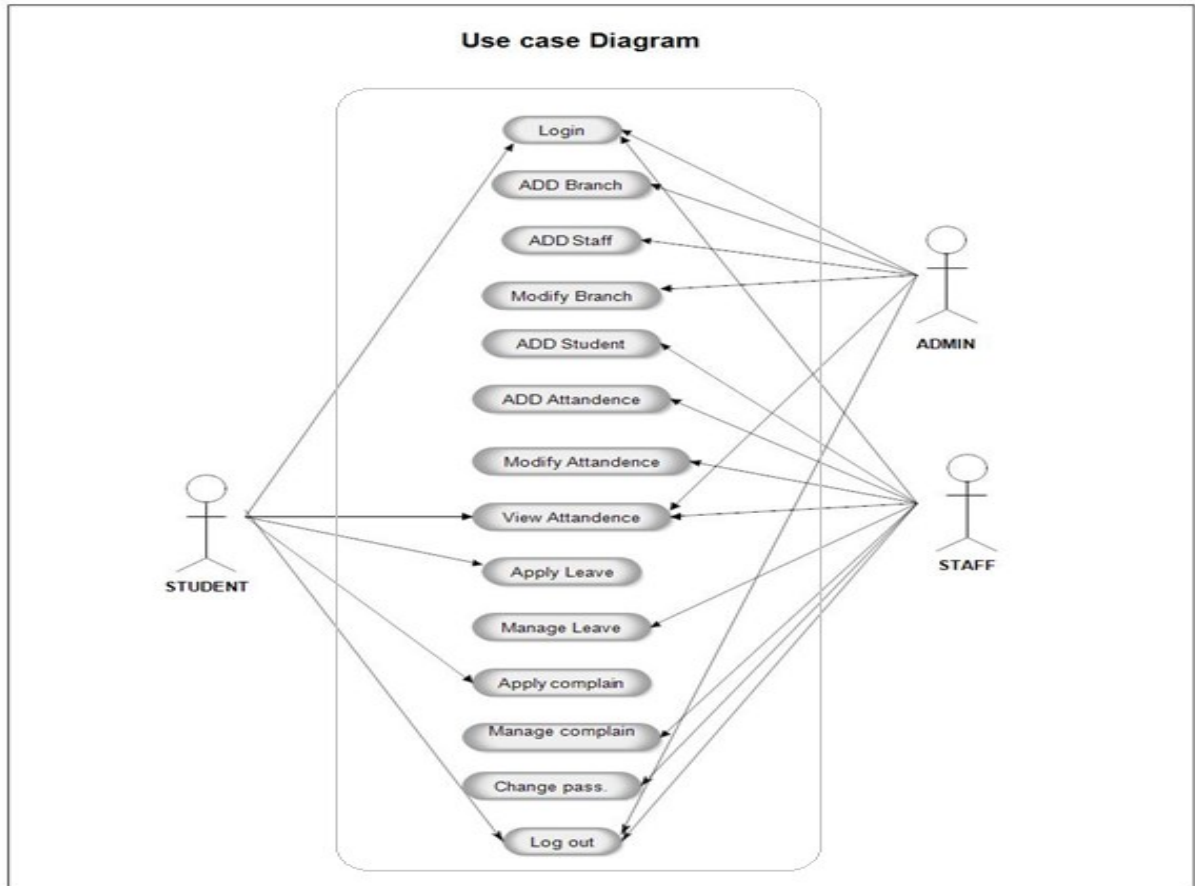 Use case Diagram
Login
ADD Branch
ADD Staff
Modify Branch
ADMIN
ADD Student
ADD Attandence
Modify Attandence
View Attandence
STUDENT
STAFF
Apply Leave
Manage Leave
Apply complain
Manage complain
Change pass.
Log out